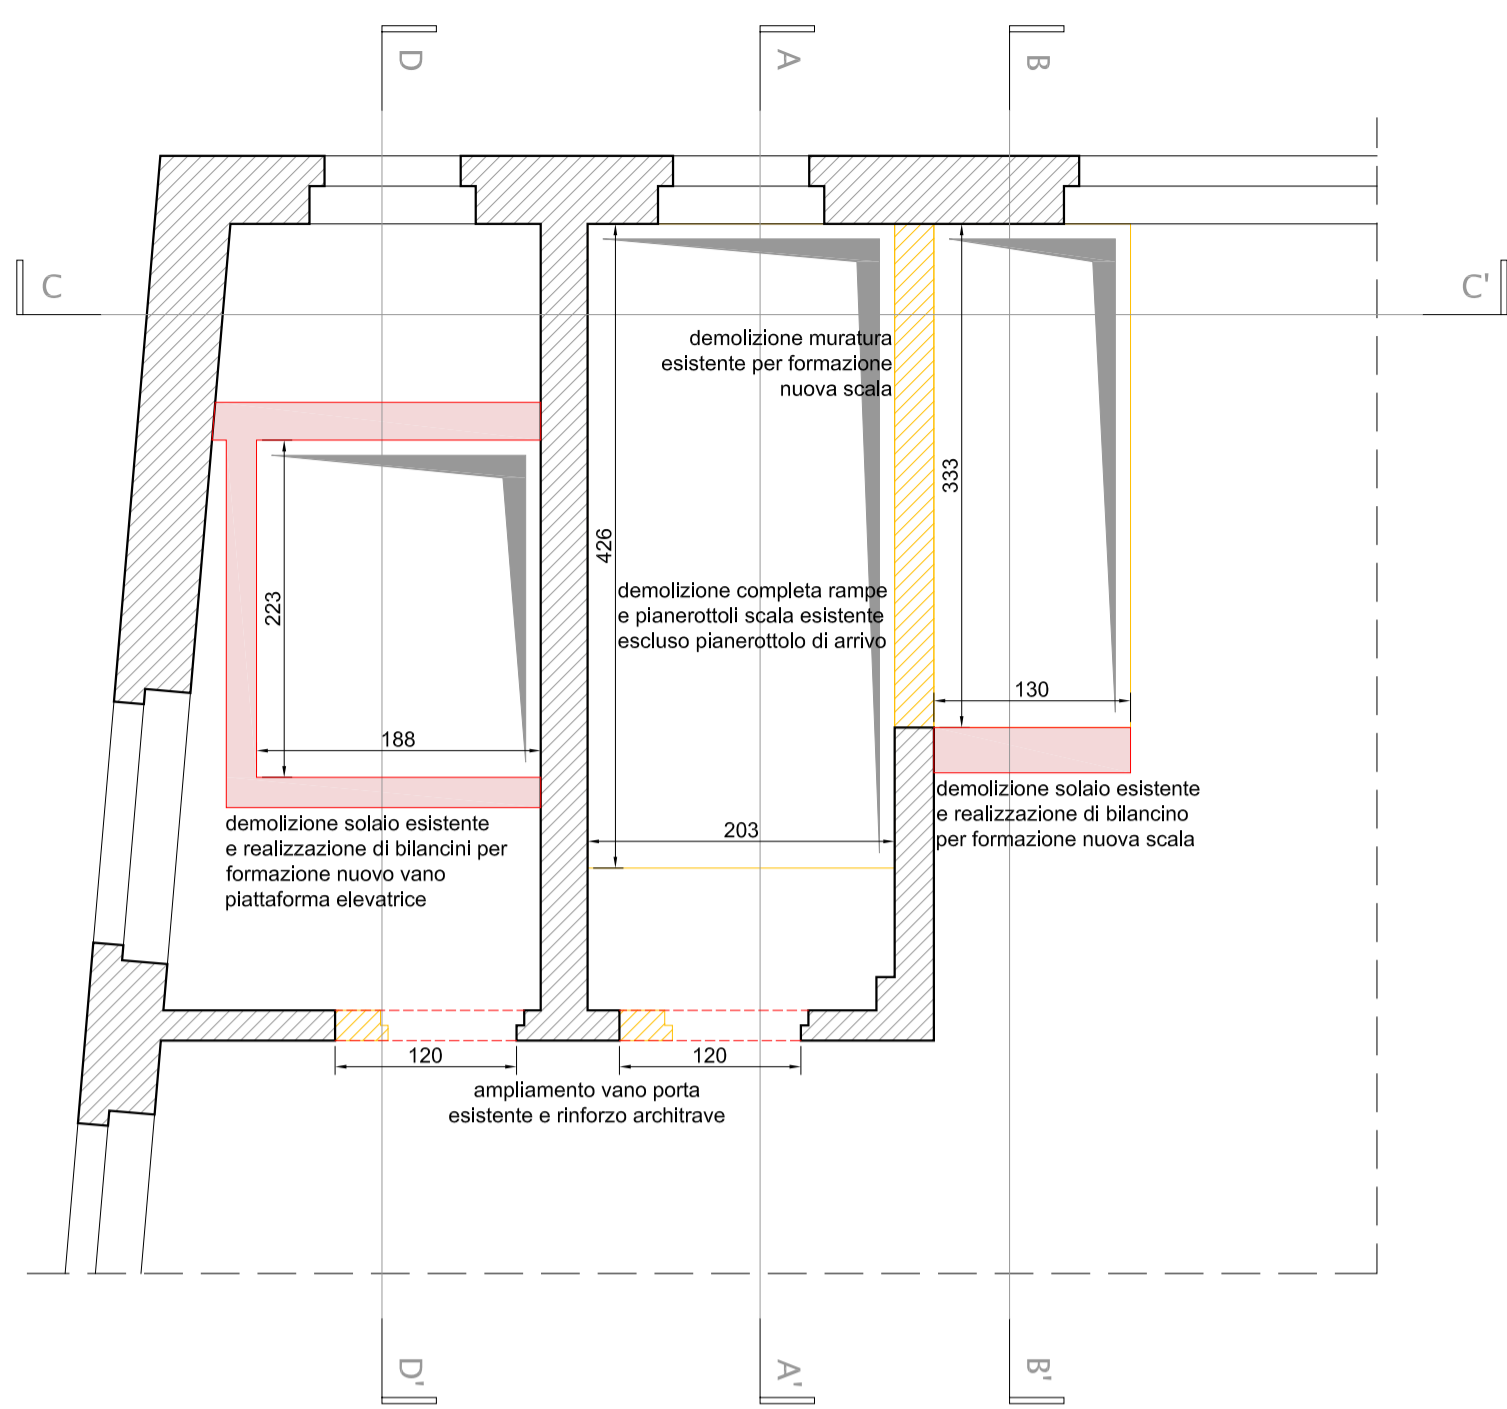 D
A
B
C
C'
demolizione muratura
esistente per formazione
nuova scala
333
426
223
demolizione completa rampe
e pianerottoli scala esistente
escluso pianerottolo di arrivo
130
188
203
demolizione solaio esistente
e realizzazione di bilancino
per formazione nuova scala
demolizione solaio esistente
e realizzazione di bilancini per
formazione nuovo vano
piattaforma elevatrice
120
120
ampliamento vano porta
esistente e rinforzo architrave
D'
A'
B'